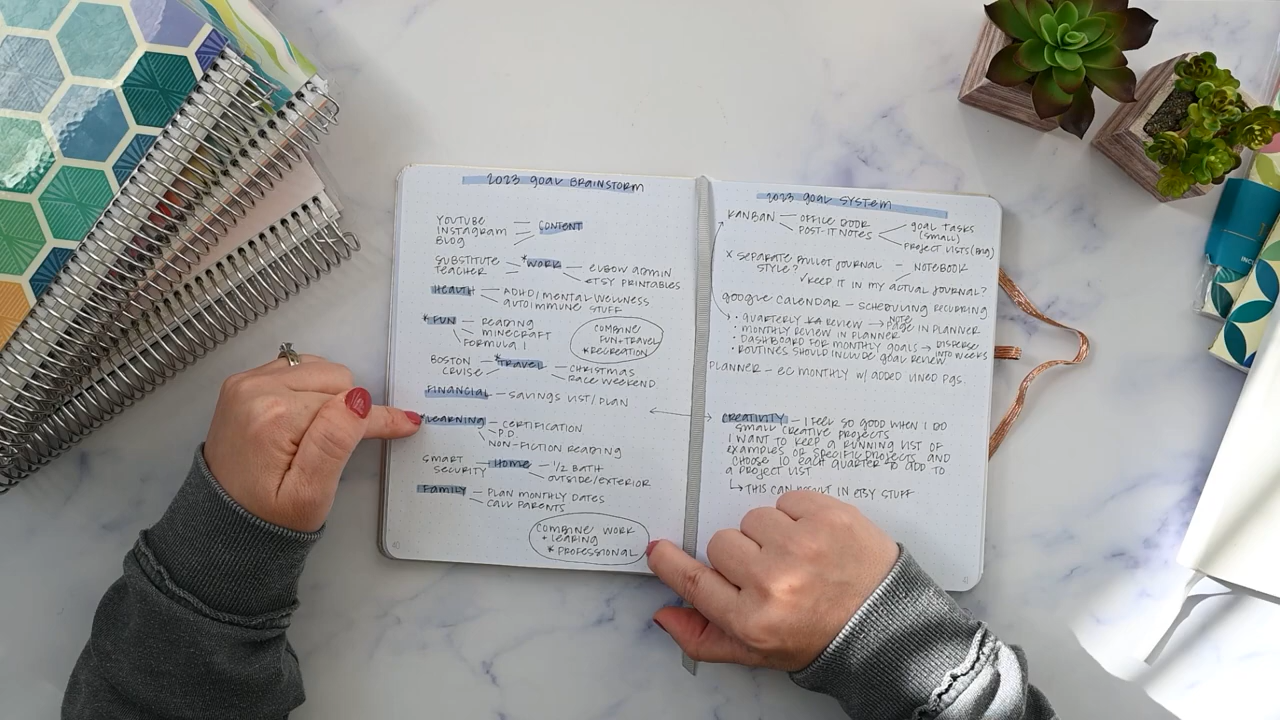 2023 GOAL BRAINSTORM
YOUTUBE
INSTAGRAM
BLOG
CONTENT
SUBSTITUTE
TEACHER
*WORK
ELBOW ADMIN
ETSY PRINTABLES
HEALTH
ADHD/MENTAL WELLNESS
AUTOIMMUNE STUFF
*FUN
READING
MINECRAFT
FORMULA 1
COMBINE
FUN+TRAVEL
*RECREATION
BOSTON
CRUISE
*TRAVEL
CHRISTMAS
RACE WEEKEND
FINANCIAL
SAVINGS LIST/PLAN
*LEARNING
CERTIFICATION
P.D.
NON-FICTION READING
SMART
SECURITY
HOME
1/2 BATH
OUTSIDE/EXTERIOR
FAMILY
PLAN MONTHLY DATES
CALL PARENTS
COMBINE WORK
+ LEARING
* PROFESSIONAL
2023 GOAL SYSTEM
KANBAN — OFFICE DOOR
POST-IT NOTES
GOAL TASKS
(SMALL)
PROJECT LISTS (BIG)
X SEPARATE BULLET JOURNAL — NOTEBOOK
STYLE?
✓KEEP IT IN MY ACTUAL JOURNAL?
GOOGLE CALENDAR — SCHEDULING RECURRING
• QUARTERLY REVIEW → NOTE PAGE IN PLANNER
• MONTHLY REVIEW IN PLANNER
• DASHBOARD FOR MONTHLY GOALS → DISPERSE INTO WEEKS
• ROUTINES SHOULD INCLUDE GOAL REVIEW
PLANNER — EC MONTHLY W/ ADDED LINED PGS.
CREATIVITY — I FEEL SO GOOD WHEN I DO
SMALL CREATIVE PROJECTS
I WANT TO KEEP A RUNNING LIST OF
EXAMPLES OR SPECIFIC PROJECTS AND
CHOOSE 10 EACH QUARTER TO ADD TO
A PROJECT LIST
↳ THIS CAN RESULT IN ETSY STUFF